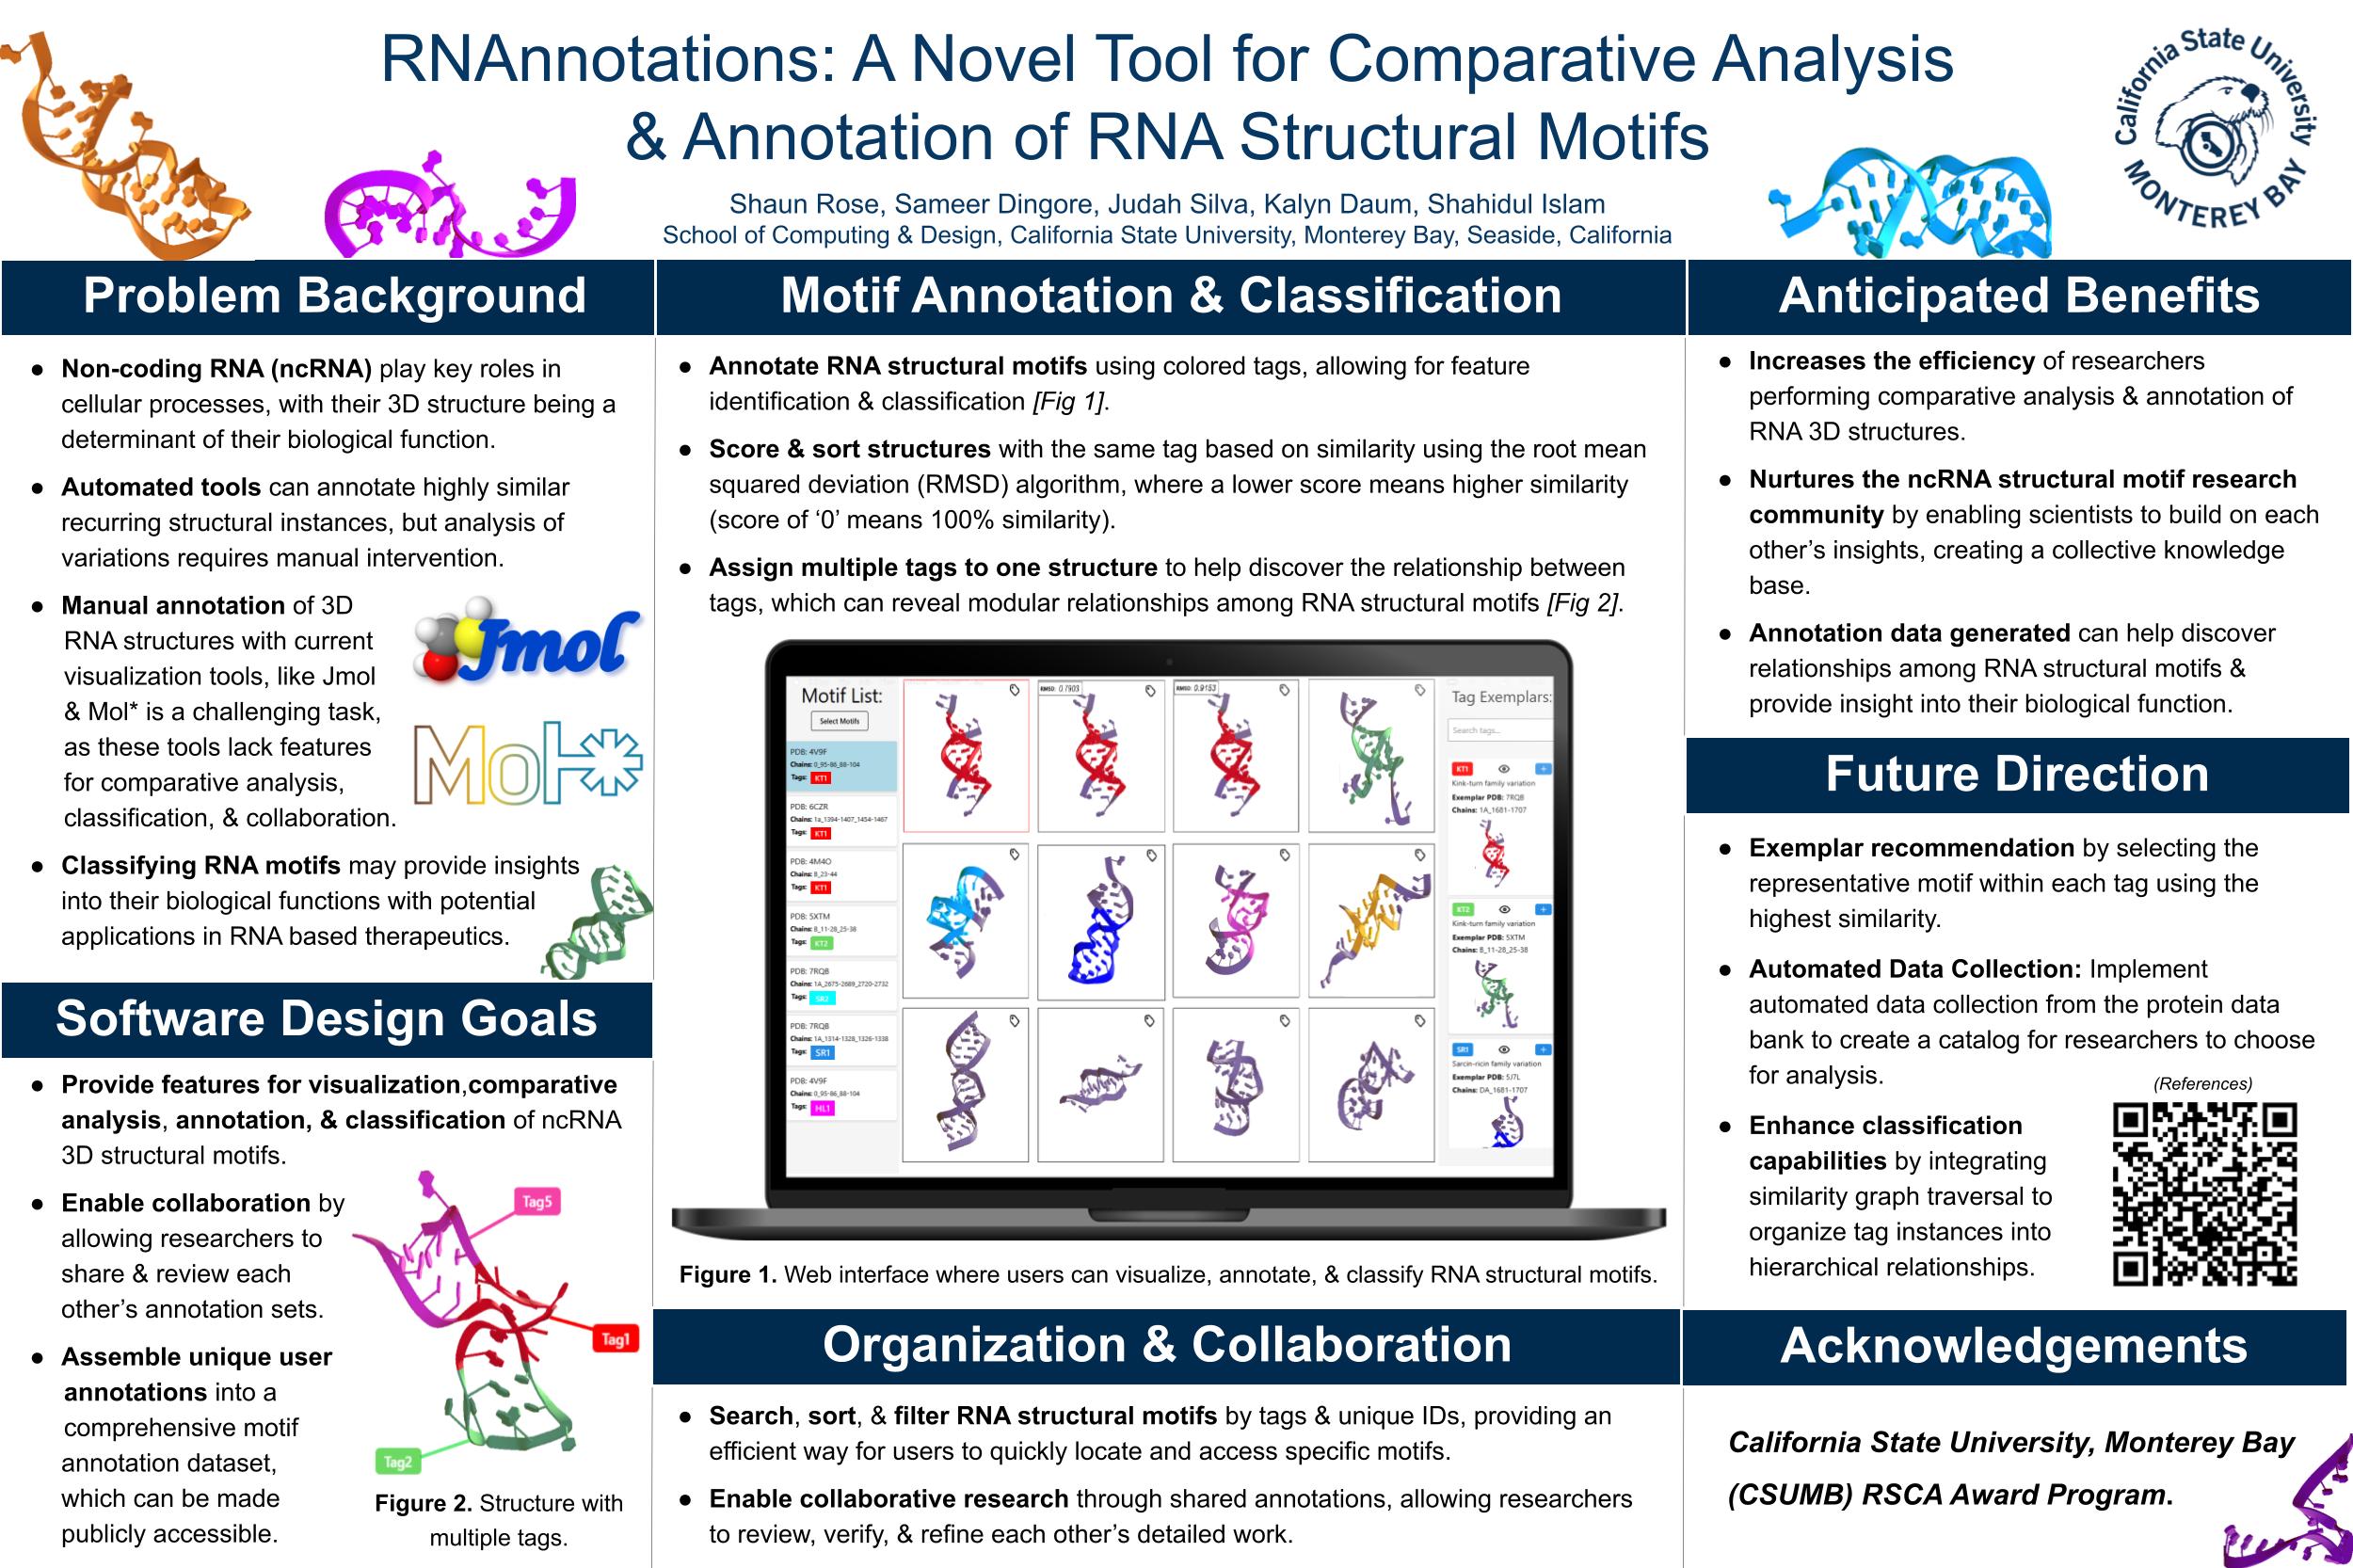 RNAnnotations: A Novel Tool for Comparative Analysis
& Annotation of RNA Structural Motifs
Shaun Rose, Sameer Dingore, Judah Silva, Kalyn Daum, Shahidul Islam
School of Computing & Design, California State University, Monterey Bay, Seaside, California
California State University
MONTEREY BAY
Problem Background
● Non-coding RNA (ncRNA) play key roles in
cellular processes, with their 3D structure being a
determinant of their biological function.
● Automated tools can annotate highly similar
recurring structural instances, but analysis of
variations requires manual intervention.
● Manual annotation of 3D
RNA structures with current
visualization tools, like Jmol
& Mol* is a challenging task,
as these tools lack features
for comparative analysis,
classification, & collaboration.
Jmol
Mol*
● Classifying RNA motifs may provide insights
into their biological functions with potential
applications in RNA based therapeutics.
Software Design Goals
● Provide features for visualization,comparative
analysis, annotation, & classification of ncRNA
3D structural motifs.
● Enable collaboration by
allowing researchers to
share & review each
other's annotation sets.
● Assemble unique user
annotations into a
comprehensive motif
annotation dataset,
which can be made
publicly accessible.
Tag5
Tag1
Tag2
Figure 2. Structure with
multiple tags.
Motif Annotation & Classification
● Annotate RNA structural motifs using colored tags, allowing for feature
identification & classification [Fig 1].
● Score & sort structures with the same tag based on similarity using the root mean
squared deviation (RMSD) algorithm, where a lower score means higher similarity
(score of ‘0’ means 100% similarity).
● Assign multiple tags to one structure to help discover the relationship between
tags, which can reveal modular relationships among RNA structural motifs [Fig 2].
Motif List:
Select Motifs
PDB: 4V9F
Chains: 0_95-86_88-104
Tags: KT1
PDB: 6CZR
Chains: 1a_1394-1407_1454-1467
Tags: KT1
PDB: 4M4O
Chains: B_23-44
Tags: KT1
PDB: 5XTM
Chains: B_11-28_25-38
Tags: KT2
PDB: 7RQB
Chains: 1A_2675-2689_2720-2732
Tags: SR2
PDB: 7RQB
Chains: 1A_1314-1328_1326-1338
Tags: SR1
PDB: 4V9F
Chains: 0_95-86_88-104
Tags: HL1
RMSD: 0.7903
RMSD: 0.9153
Tag Exemplars:
Search tags...
KT1
Kink-turn family variation
Exemplar PDB: 7RQB
Chains: 1A_1681-1707
KT2
Kink-turn family variation
Exemplar PDB: 5XTM
Chains: B_11-28_25-38
SR1
Sarcin-ricin family variation
Exemplar PDB: 5J7L
Chains: DA_1681-1707
Figure 1. Web interface where users can visualize, annotate, & classify RNA structural motifs.
Organization & Collaboration
● Search, sort, & filter RNA structural motifs by tags & unique IDs, providing an
efficient way for users to quickly locate and access specific motifs.
● Enable collaborative research through shared annotations, allowing researchers
to review, verify, & refine each other's detailed work.
Anticipated Benefits
● Increases the efficiency of researchers
performing comparative analysis & annotation of
RNA 3D structures.
● Nurtures the ncRNA structural motif research
community by enabling scientists to build on each
other's insights, creating a collective knowledge
base.
● Annotation data generated can help discover
relationships among RNA structural motifs &
provide insight into their biological function.
Future Direction
● Exemplar recommendation by selecting the
representative motif within each tag using the
highest similarity.
● Automated Data Collection: Implement
automated data collection from the protein data
bank to create a catalog for researchers to choose
for analysis.
(References)
● Enhance classification
capabilities by integrating
similarity graph traversal to
organize tag instances into
hierarchical relationships.
Acknowledgements
California State University, Monterey Bay
(CSUMB) RSCA Award Program.